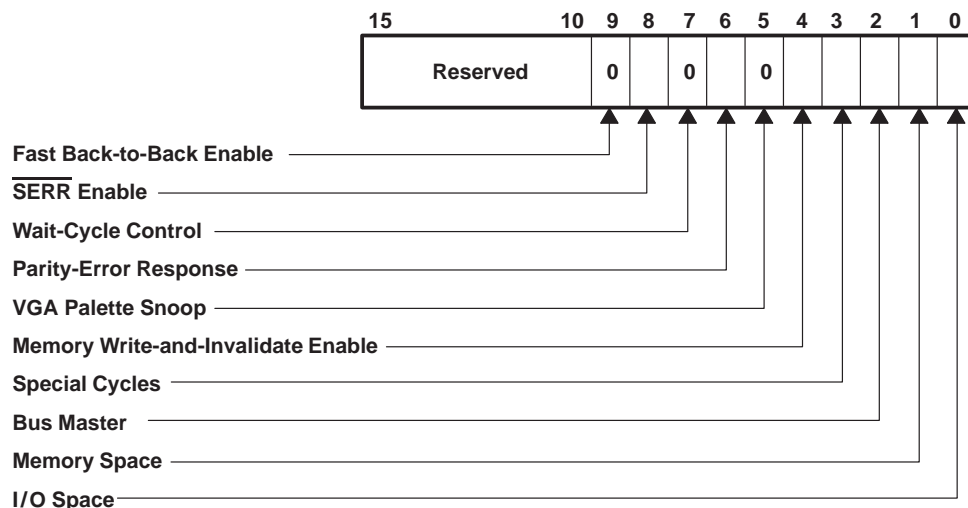 15 10 9 8 7 6 5 4 3 2 1 0
Reserved 0 0 0
Fast Back-to-Back Enable
SERR Enable
Wait-Cycle Control
Parity-Error Response
VGA Palette Snoop
Memory Write-and-Invalidate Enable
Special Cycles
Bus Master
Memory Space
I/O Space